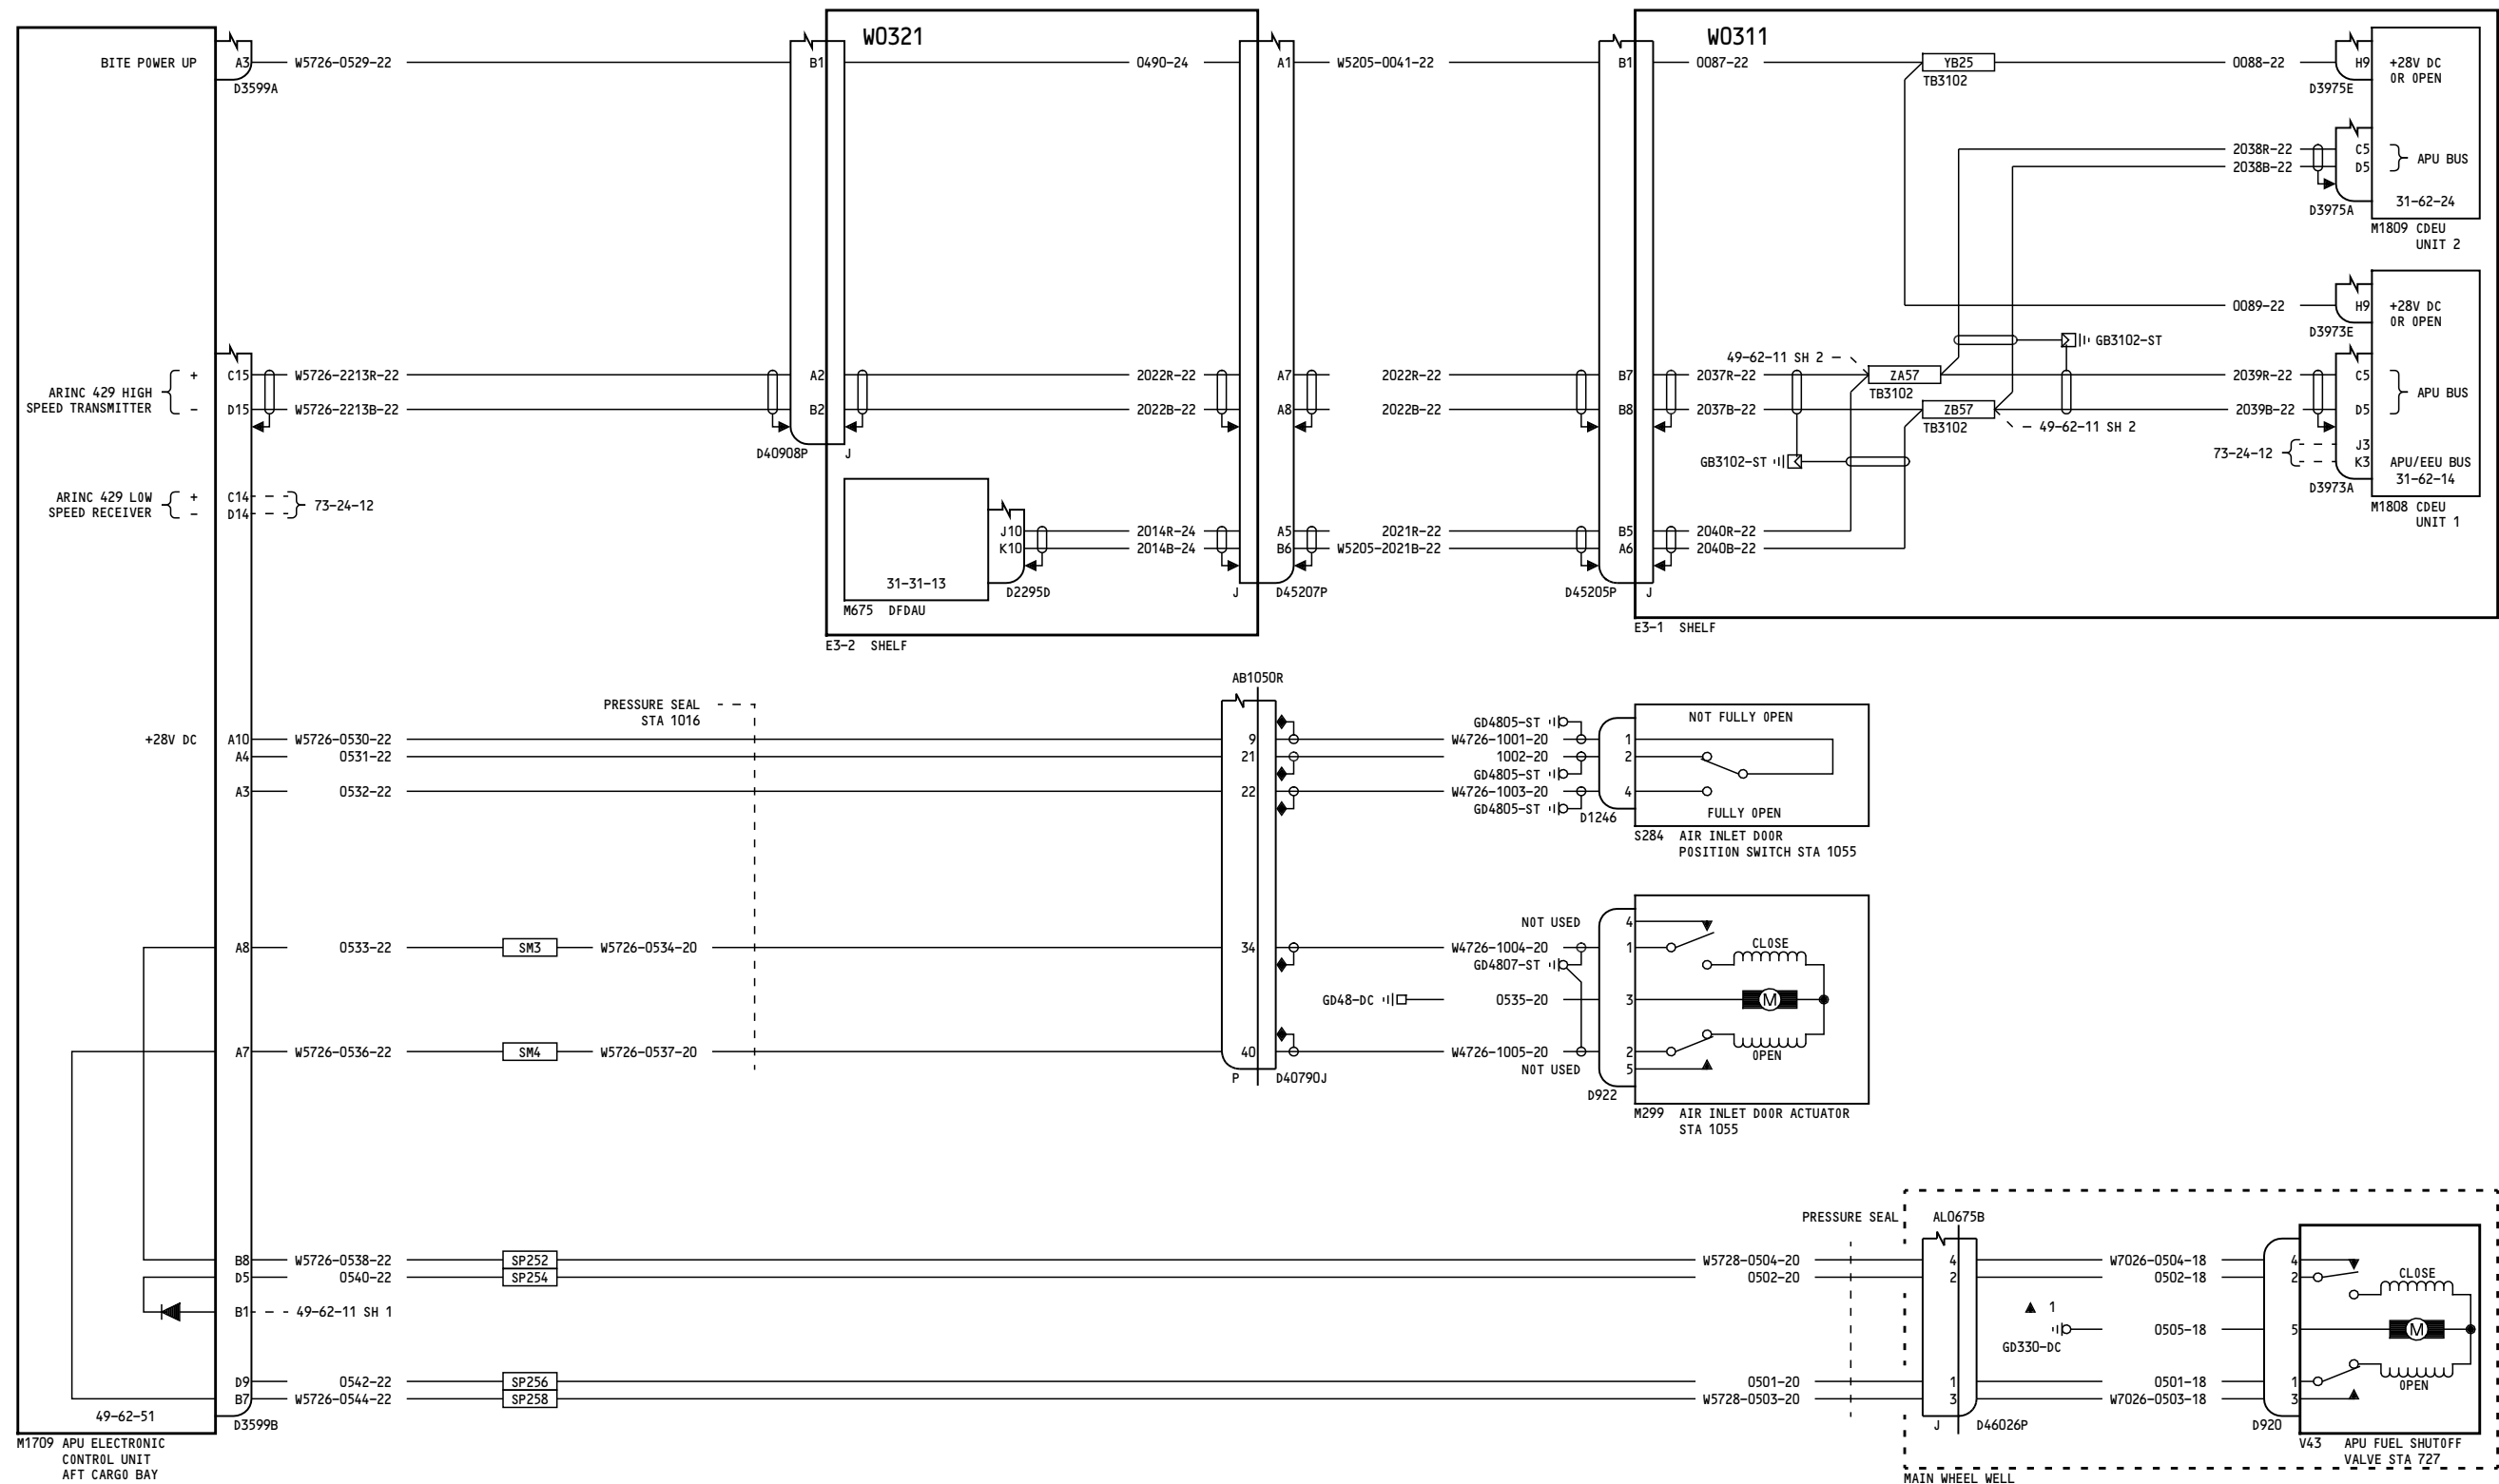 W0321
W0311
BITE POWER UP
A3
W5726-0529-22
B1
0490-24
A1
W5205-0041-22
B1
0087-22
YB25
0088-22
H9
+28V DC
OR OPEN
D3599A
TB3102
D3975E
2038R-22
C5
2038B-22
D5
APU BUS
D3975A
31-62-24
M1809 CDEU
UNIT 2
0089-22
H9
+28V DC
OR OPEN
D3973E
GB3102-ST
49-62-11 SH 2
ARINC 429 HIGH
SPEED TRANSMITTER
+
-
C15
W5726-2213R-22
A2
2022R-22
A7
2022R-22
B7
2037R-22
ZA57
TB3102
2039R-22
C5
D15
W5726-2213B-22
B2
2022B-22
A8
2022B-22
B8
2037B-22
ZB57
TB3102
2039B-22
D5
APU BUS
49-62-11 SH 2
D40908P
J
GB3102-ST
73-24-12
J3
K3
APU/EEU BUS
31-62-14
D3973A
M1808 CDEU
UNIT 1
ARINC 429 LOW
SPEED RECEIVER
+
-
C14
D14
73-24-12
J10
2014R-24
A5
2021R-22
B5
2040R-22
K10
2014B-24
B6
W5205-2021B-22
A6
2040B-22
31-31-13
D2295D
M675 DFDAU
J
D45207P
D45205P
J
E3-2 SHELF
E3-1 SHELF
AB1050R
PRESSURE SEAL
STA 1016
+28V DC
A10
W5726-0530-22
9
GD4805-ST
W4726-1001-20
1
NOT FULLY OPEN
A4
0531-22
21
1002-20
2
GD4805-ST
A3
0532-22
22
W4726-1003-20
4
GD4805-ST
D1246
FULLY OPEN
S284 AIR INLET DOOR
POSITION SWITCH STA 1055
NOT USED
4
A8
0533-22
SM3
W5726-0534-20
34
W4726-1004-20
1
CLOSE
GD4807-ST
GD48-DC
0535-20
3
M
A7
W5726-0536-22
SM4
W5726-0537-20
40
W4726-1005-20
2
OPEN
NOT USED
5
P
D40790J
D922
M299 AIR INLET DOOR ACTUATOR
STA 1055
PRESSURE SEAL
AL0675B
B8
W5726-0538-22
SP252
W5728-0504-20
4
W7026-0504-18
4
D5
0540-22
SP254
0502-20
2
0502-18
2
CLOSE
B1
49-62-11 SH 1
1
GD330-DC
0505-18
5
M
D9
0542-22
SP256
0501-20
1
0501-18
1
OPEN
B7
W5726-0544-22
SP258
W5728-0503-20
3
W7026-0503-18
3
49-62-51
D3599B
J
D46026P
D920
M1709 APU ELECTRONIC
CONTROL UNIT
AFT CARGO BAY
V43 APU FUEL SHUTOFF
VALVE STA 727
MAIN WHEEL WELL